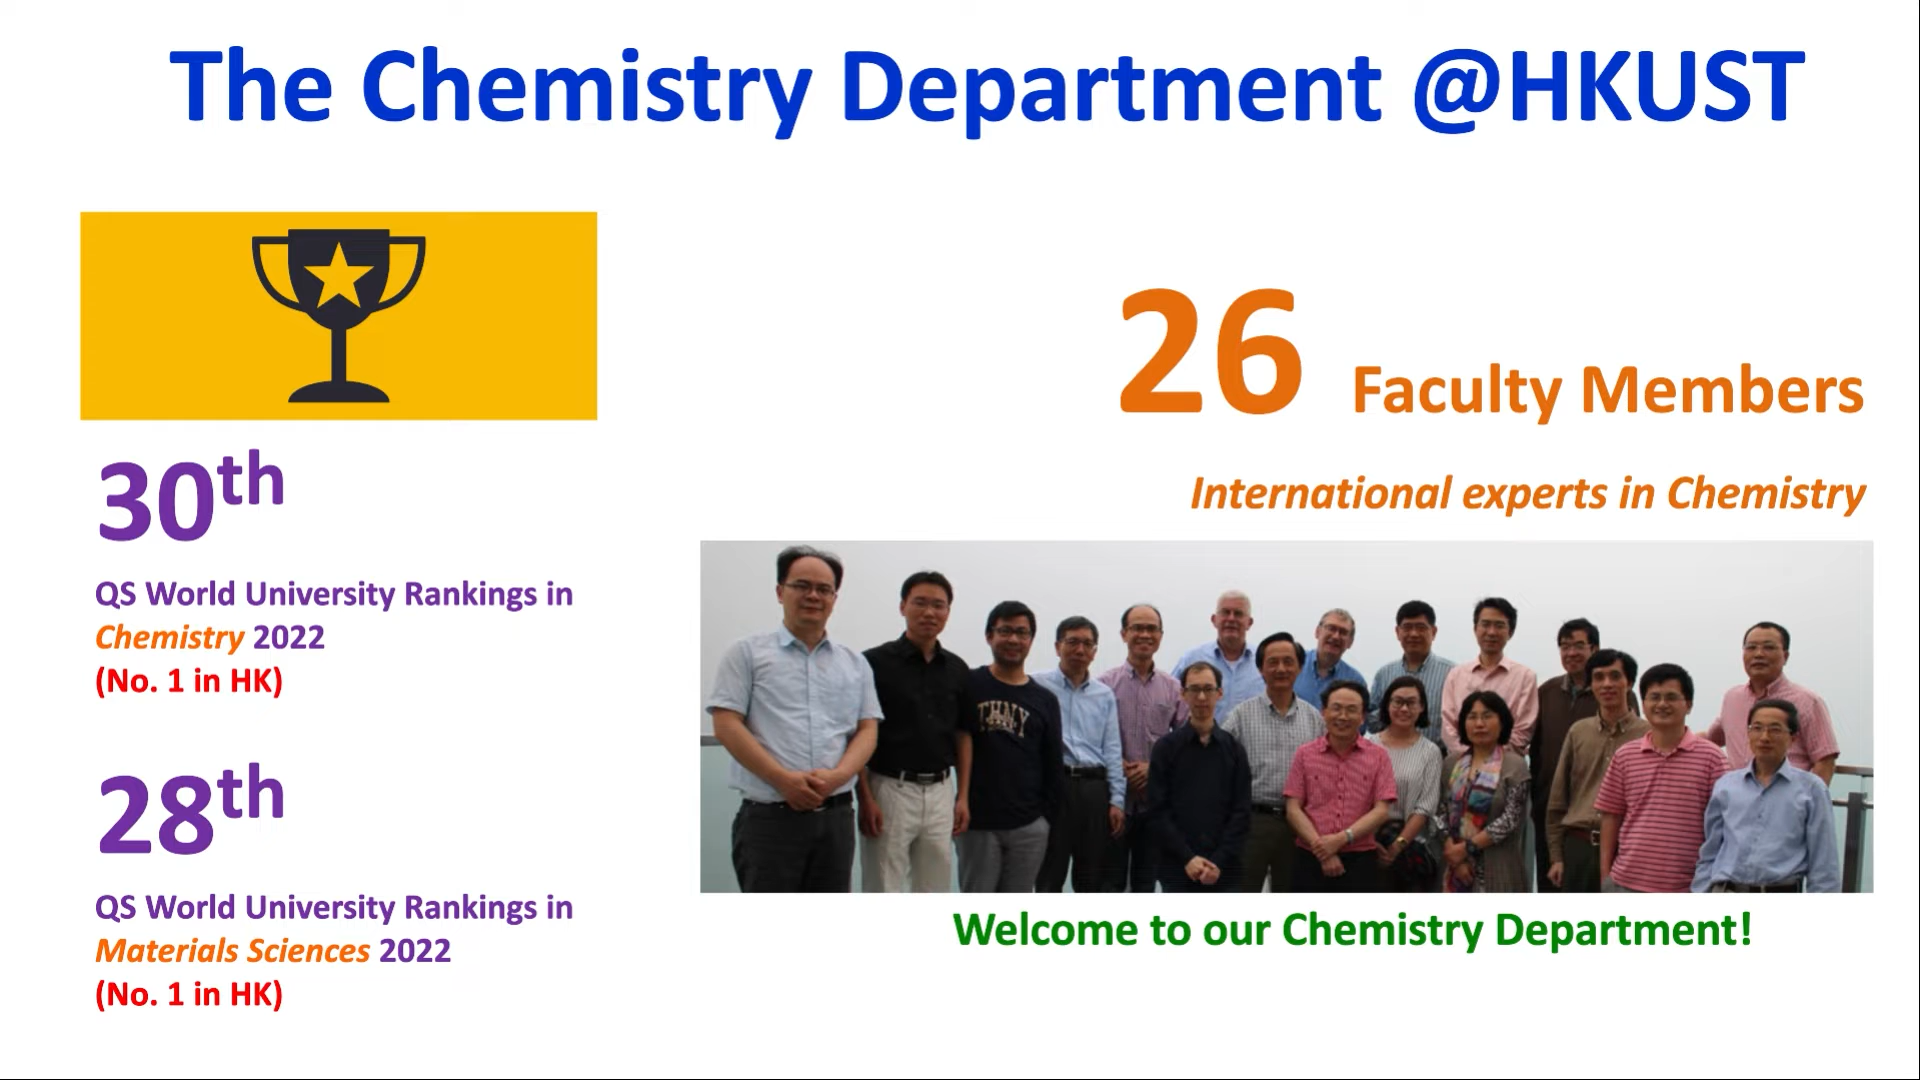 The Chemistry Department @HKUST
30th
QS World University Rankings in
Chemistry 2022
(No. 1 in HK)
28th
QS World University Rankings in
Materials Sciences 2022
(No. 1 in HK)
26 Faculty Members
International experts in Chemistry
THNY
Welcome to our Chemistry Department!